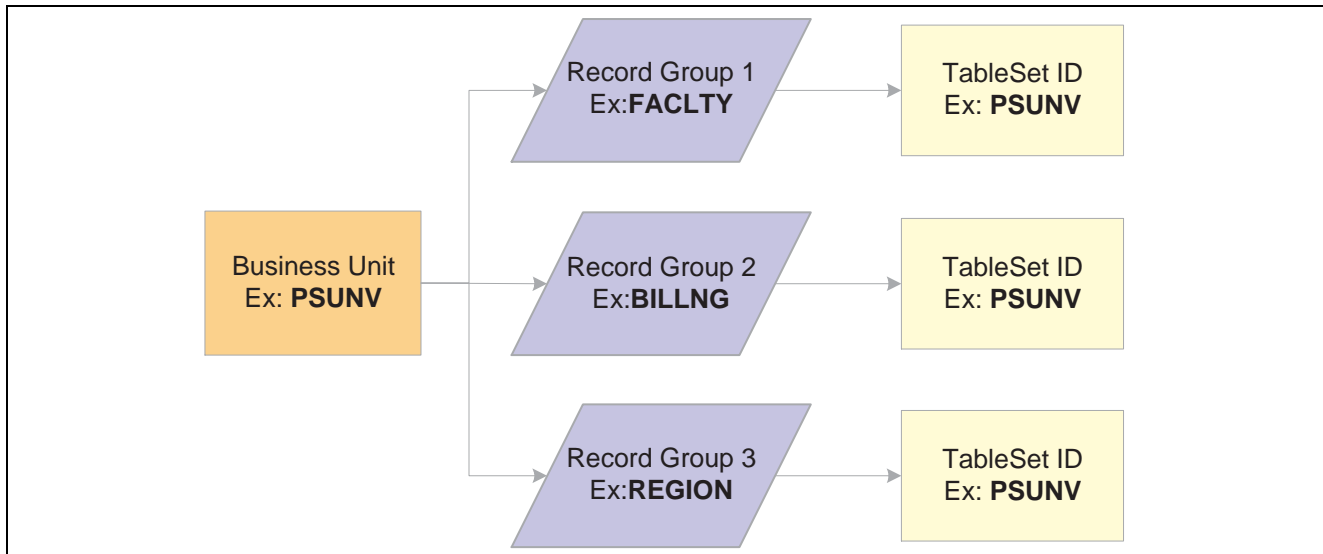 Record Group 1
Ex:FACLTY
TableSet ID
Ex: PSUNV
Business Unit
Ex: PSUNV
Record Group 2
Ex:BILLNG
TableSet ID
Ex: PSUNV
Record Group 3
Ex:REGION
TableSet ID
Ex: PSUNV